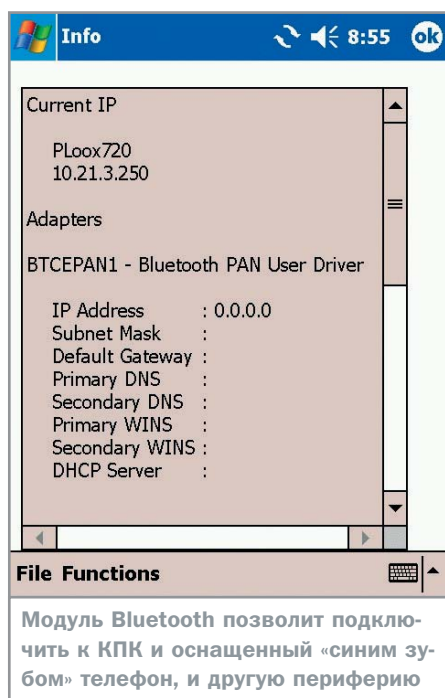 Info 8:55 ok
Current IP
PLoox720
10.21.3.250
Adapters
BTCEPAN1 - Bluetooth PAN User Driver
IP Address : 0.0.0.0
Subnet Mask :
Default Gateway :
Primary DNS :
Secondary DNS :
Primary WINS :
Secondary WINS :
DHCP Server :
File Functions
Модуль Bluetooth позволит подклю-
чить к КПК и оснащенный «синим зу-
бом» телефон, и другую периферию